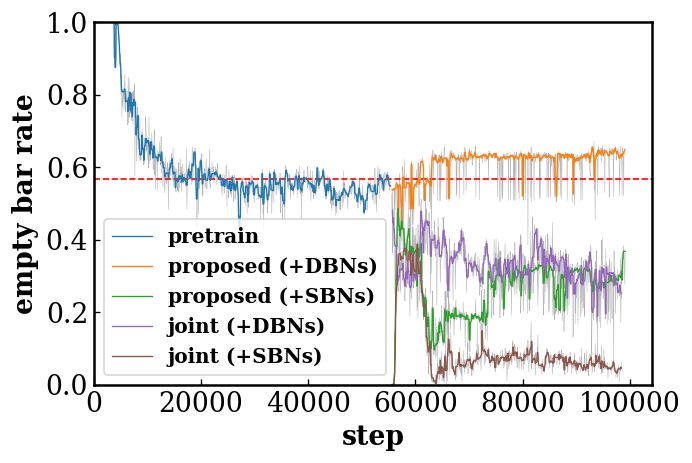 1.0
0.8
0.6
0.4
0.2
0.0
empty bar rate
pretrain
proposed (+DBNs)
proposed (+SBNs)
joint (+DBNs)
joint (+SBNs)
0 20000 40000 60000 80000 100000
step